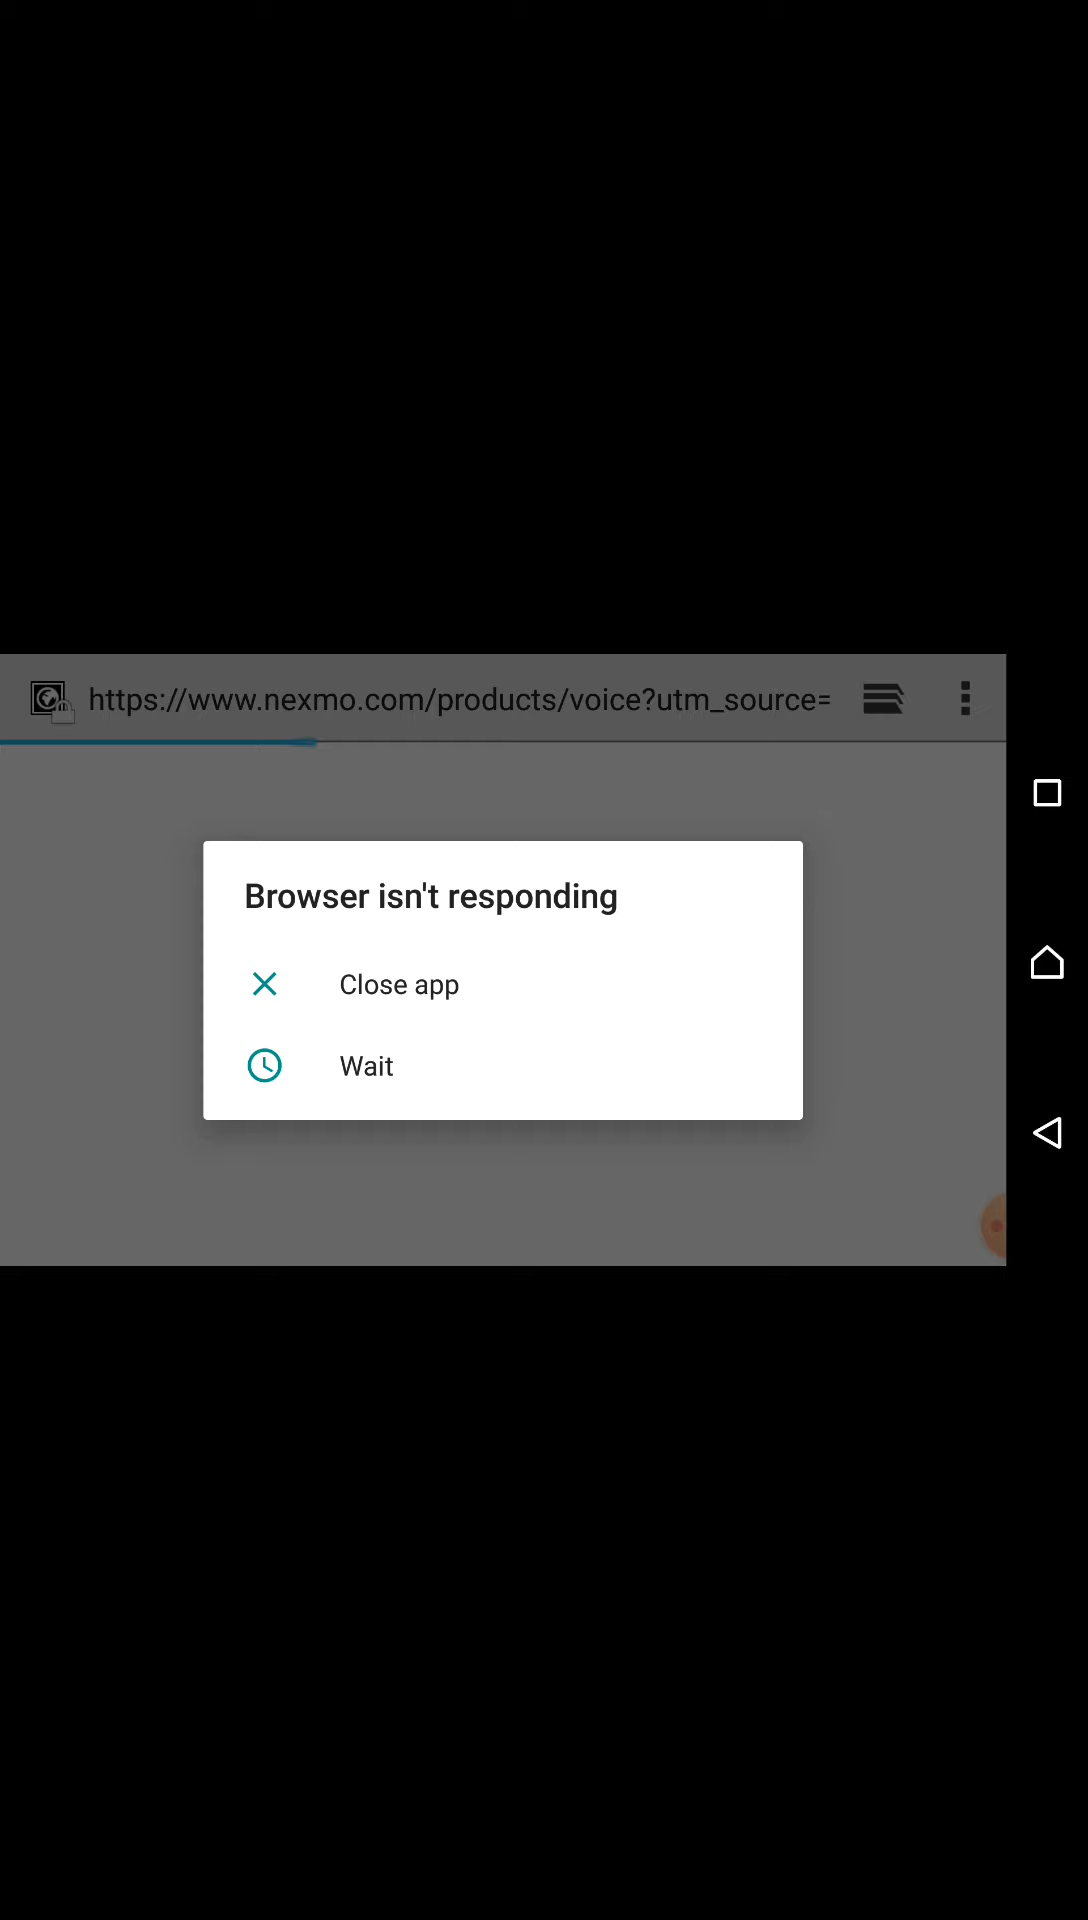 https://www.nexmo.com/products/voice?utm_source=
Browser isn't responding
Close app
Wait